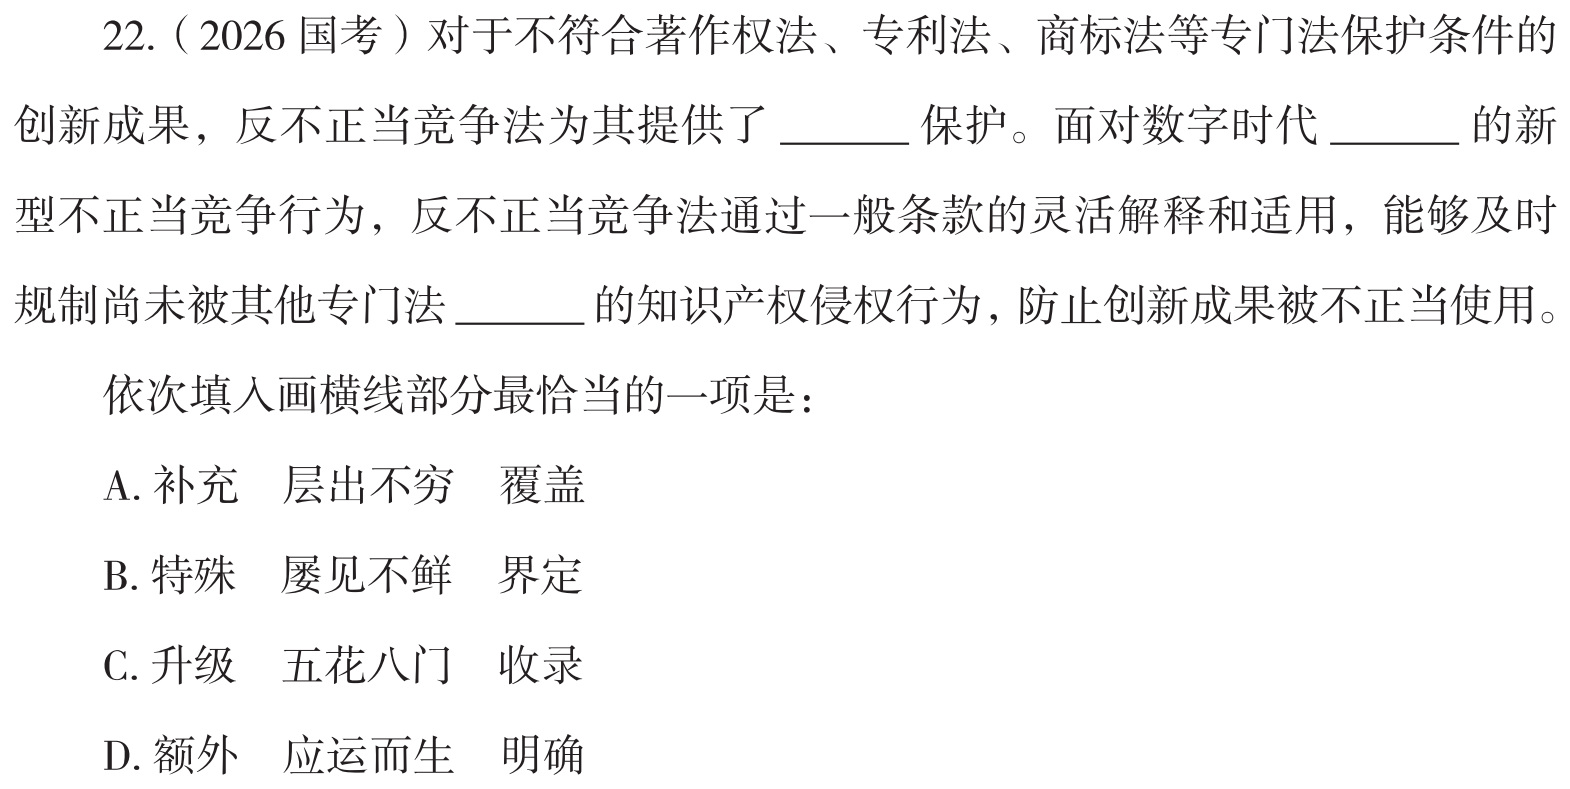 22.（2026 国考）对于不符合著作权法、专利法、商标法等专门法保护条件的
创新成果，反不正当竞争法为其提供了 ______ 保护。面对数字时代 ______ 的新
型不正当竞争行为，反不正当竞争法通过一般条款的灵活解释和适用，能够及时
规制尚未被其他专门法 ______ 的知识产权侵权行为，防止创新成果被不正当使用。
依次填入画横线部分最恰当的一项是：
A. 补充　层出不穷　覆盖
B. 特殊　屡见不鲜　界定
C. 升级　五花八门　收录
D. 额外　应运而生　明确